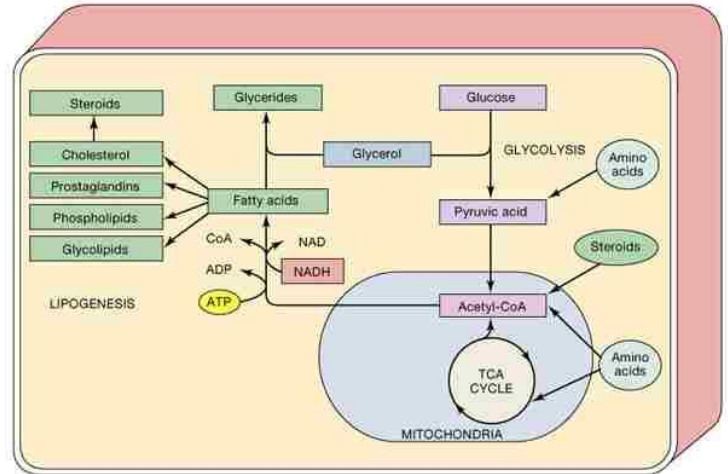 Steroids
Glycerides
Glucose
Cholesterol
Glycerol
GLYCOLYSIS
Amino
acids
Prostaglandins
Fatty acids
Pyruvic acid
Phospholipids
Glycolipids
CoA
NAD
Steroids
ADP
NADH
LIPOGENESIS
ATP
Acetyl-CoA
Amino
acids
TCA
CYCLE
MITOCHONDRIA